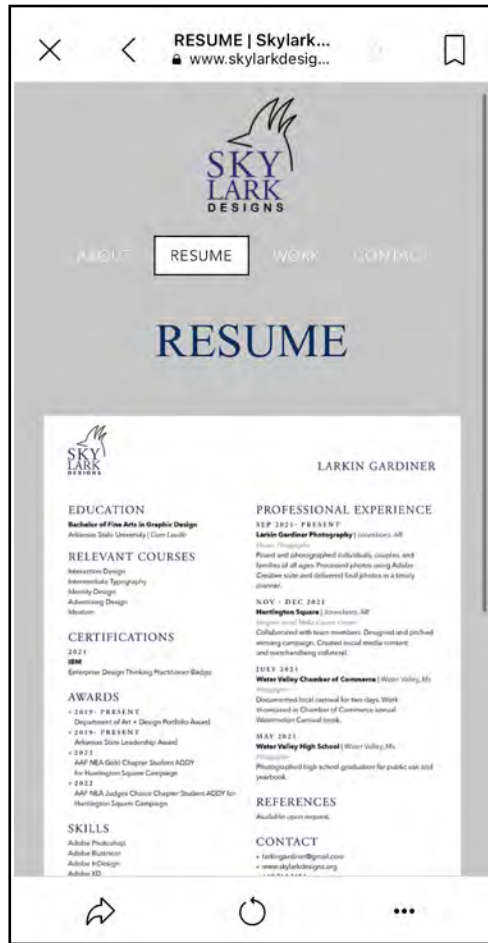 RESUME | Skylark...
www.skylarkdesig...
SKY
LARK
DESIGNS
ABOUT
RESUME
WORK
CONTACT
RESUME
SKY
LARK
DESIGNS
LARKIN GARDINER
EDUCATION
Bachelor of Fine Arts in Graphic Design
Arkansas State University | Cum Laude
RELEVANT COURSES
Interaction Design
Intermediate Typography
Identity Design
Advertising Design
Ideation
CERTIFICATIONS
2021
IBM
Enterprise Design Thinking Practitioner Badge
AWARDS
2019- PRESENT
Department of Art + Design Portfolio Award
2019- PRESENT
Arkansas State Leadership Award
2022
AAF NEA Gold Chapter Student ADDY
for Huntington Square Campaign
2022
AAF NEA Judges Choice Chapter Student ADDY for
Huntington Square Campaign
SKILLS
Adobe Photoshop
Adobe Illustrator
Adobe InDesign
Adobe XD
PROFESSIONAL EXPERIENCE
SEP 2021- PRESENT
Larkin Gardiner Photography | Jonesboro, AR
Posed and photographed individuals, couples, and
families of all ages. Processed photos using Adobe
Creative suite and delivered final photos in a timely
manner.
NOV - DEC 2021
Huntington Square | Jonesboro, AR
Collaborated with team members. Designed and pitched
winning campaign. Created social media content
and merchandising collateral.
JULY 2021
Water Valley Chamber of Commerce | Water Valley, Ms
Photographer
Documented local carnival for two days. Work
showcased in Chamber of Commerce annual
Watermelon Carnival book.
MAY 2021
Water Valley High School | Water Valley, Ms
Photographer
Photographed high school graduation for public use and
yearbook.
REFERENCES
Available upon request.
CONTACT
larkingardiner@gmail.com
www.skylarkdesigns.org